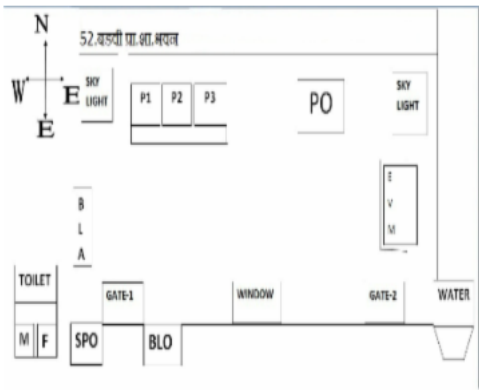 N
52.बडवी प्रा.शा.भवन
W
E
E
SKY
LIGHT
P1 P2 P3
PO
SKY
LIGHT
E
V
M
B
L
A
TOILET
GATE-1
WINDOW
GATE-2
WATER
M F
SPO
BLO